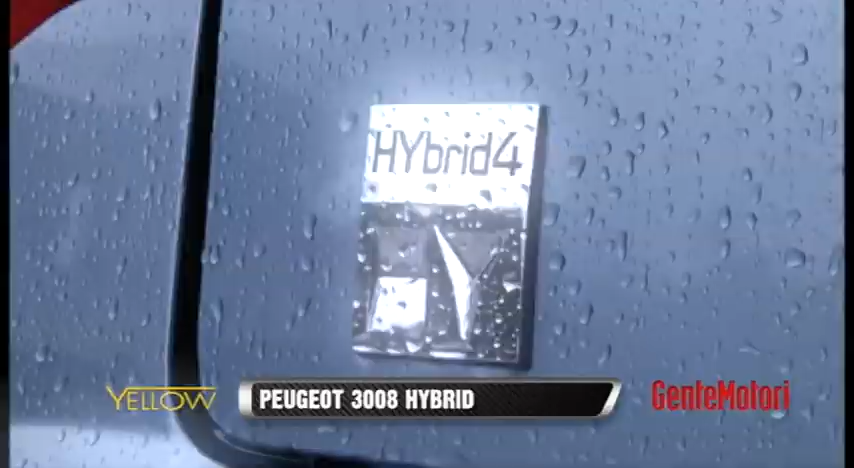 HYbrid4
YELLOW
PEUGEOT 3008 HYBRID
GenteMotori